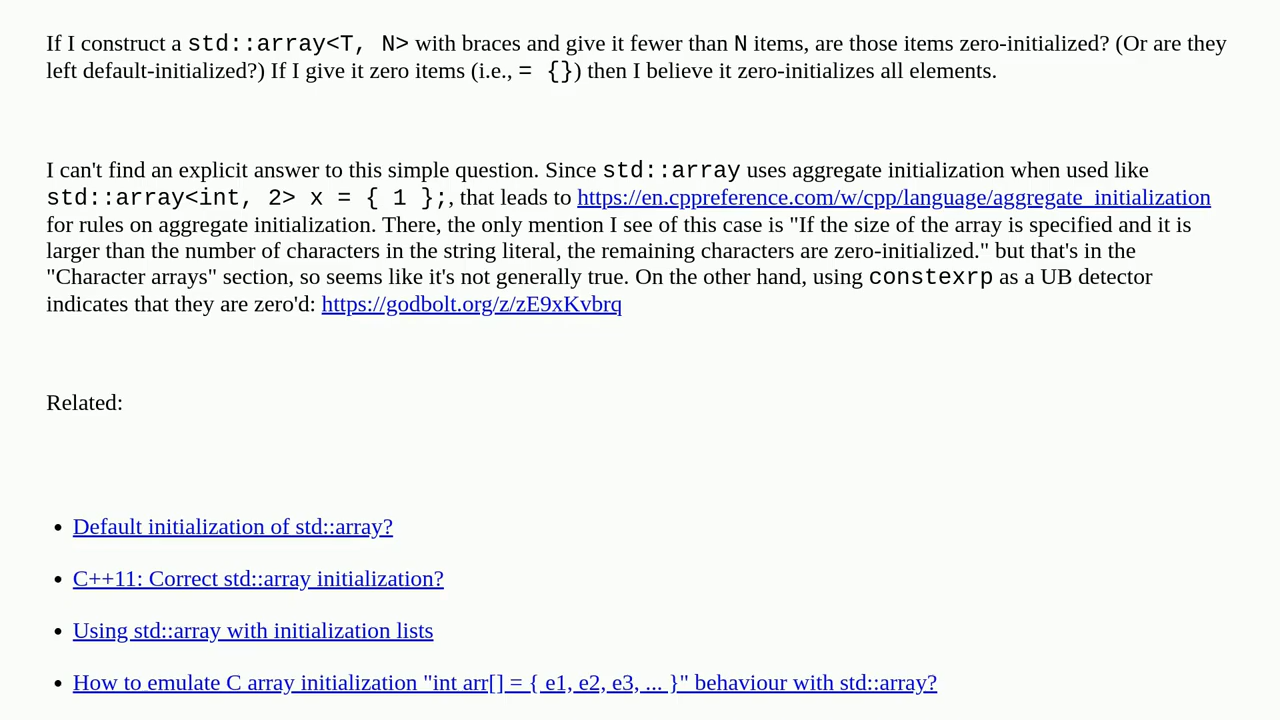 If I construct a std::array<T, N> with braces and give it fewer than N items, are those items zero-initialized? (Or are they
left default-initialized?) If I give it zero items (i.e., = {}) then I believe it zero-initializes all elements.
I can't find an explicit answer to this simple question. Since std::array uses aggregate initialization when used like
std::array<int, 2> x = { 1 };, that leads to https://en.cppreference.com/w/cpp/language/aggregate_initialization
for rules on aggregate initialization. There, the only mention I see of this case is "If the size of the array is specified and it is
larger than the number of characters in the string literal, the remaining characters are zero-initialized." but that's in the
"Character arrays" section, so seems like it's not generally true. On the other hand, using constexrp as a UB detector
indicates that they are zero'd: https://godbolt.org/z/zE9xKvbrq
Related:
• Default initialization of std::array?
• C++11: Correct std::array initialization?
• Using std::array with initialization lists
• How to emulate C array initialization "int arr[] = { e1, e2, e3, ... }" behaviour with std::array?